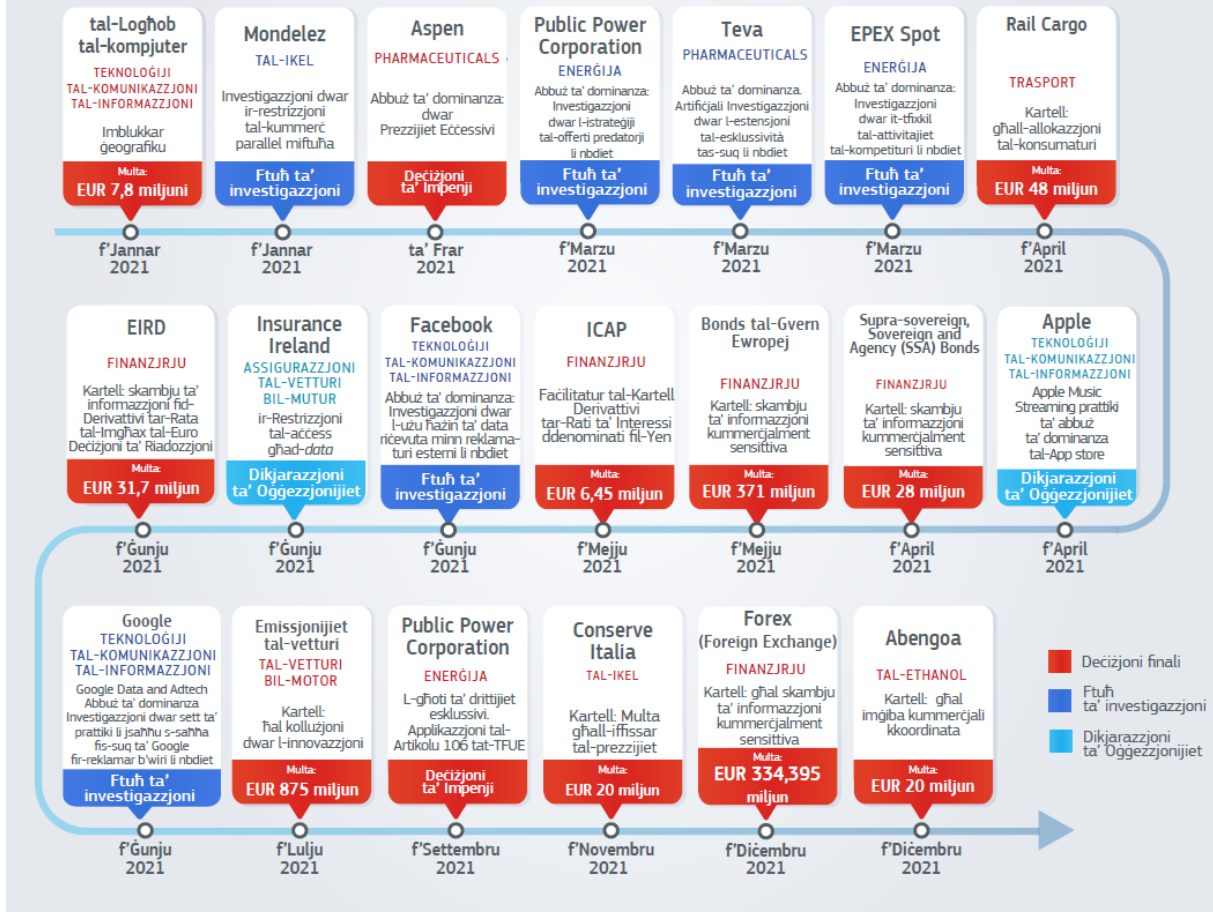 tal-Logħob
tal-kompjuter
TEKNOLOĠIJI
TAL-KOMUNIKAZZJONI
TAL-INFORMAZZJONI
Imblukkar
ġeografiku
Multa:
EUR 7,8 miljuni
f'Jannar
2021
Mondelez
TAL-IKEL
Investigazzjoni dwar
ir-restrizzjoni
tal-kummerċ
parallel miftuħa
Ftuħ ta'
investigazzjoni
f'Jannar
2021
Aspen
PHARMACEUTICALS
Abbuż ta' dominanza:
dwar
Prezzijiet Eċċessivi
Deċiżjoni
ta' Impenji
ta' Frar
2021
Public Power
Corporation
ENERĠIJA
Abbuż ta' dominanza:
Investigazzjoni
dwar l-istrateġiji
tal-offerti predatorji
li nbdiet
Ftuħ ta'
investigazzjoni
f'Marzu
2021
Teva
PHARMACEUTICALS
Abbuż ta' dominanza.
Artifiċjali Investigazzjoni
dwar l-estensjoni
tal-esklussività
tas-suq li nbdiet
Ftuħ ta'
investigazzjoni
f'Marzu
2021
EPEX Spot
ENERĠIJA
Abbuż ta' dominanza:
Investigazzjoni
dwar it-tfixkil
tal-attivitajiet
tal-kompetituri li nbdiet
Ftuħ ta'
investigazzjoni
f'Marzu
2021
Rail Cargo
TRASPORT
Kartell:
għall-allokazzjoni
tal-konsumaturi
Multa:
EUR 48 miljun
f'April
2021
EIRD
FINANZJRJU
Kartell: skambju ta'
informazzjoni fid-
Derivattivi tar-Rata
tal-Imgħax tal-Euro
Deċiżjoni ta' Riadozzjoni
Multa:
EUR 31,7 miljun
f'Ġunju
2021
Insurance
Ireland
ASSIGURAZZJONI
TAL-VETTURI
BIL-MUTUR
ir-Restrizzjoni
tal-aċċess
għad-data
Dikjarazzjoni
ta' Oġġezzjonijiet
f'Ġunju
2021
Facebook
TEKNOLOĠIJI
TAL-KOMUNIKAZZJONI
TAL-INFORMAZZJONI
Abbuż ta' dominanza:
Investigazzjoni dwar
l-użu ħażin ta' data
riċevuta minn reklama-
turi esterni li nbdiet
Ftuħ ta'
investigazzjoni
f'Ġunju
2021
ICAP
FINANZJRJU
Faċilitatur tal-Kartell
Derivattivi
tar-Rati ta' Interessi
ddenominati fil-Yen
Multa:
EUR 6,45 miljun
f'Mejju
2021
Bonds tal-Gvern
Ewropej
FINANZJRJU
Kartell: skambju
ta' informazzjoni
kummerċjalment
sensittiva
Multa:
EUR 371 miljun
f'Mejju
2021
Supra-sovereign,
Sovereign and
Agency (SSA) Bonds
FINANZJRJU
Kartell: skambju
ta' informazzjoni
kummerċjalment
sensittiva
Multa:
EUR 28 miljun
f'April
2021
Apple
TEKNOLOĠIJI
TAL-KOMUNIKAZZJONI
TAL-INFORMAZZJONI
Apple Music
Streaming prattiki
ta' abbuż
ta' dominanza
tal-App store
Dikjarazzjoni
ta' Oġġezzjonijiet
f'April
2021
Google
TEKNOLOĠIJI
TAL-KOMUNIKAZZJONI
TAL-INFORMAZZJONI
Google Data and Adtech
Abbuż ta' dominanza
Investigazzjoni dwar sett ta'
prattiki li jsaħħu s-saħħa
fis-suq ta' Google
fir-reklamar b'wiri li nbdiet
Ftuħ ta'
investigazzjoni
f'Ġunju
2021
Emissjonijiet
tal-vetturi
TAL-VETTURI
BIL-MOTOR
Kartell:
ħal kollużjoni
dwar l-innovazzjoni
Multa:
EUR 875 miljun
f'Lulju
2021
Public Power
Corporation
ENERĠIJA
L-għoti ta' drittijiet
esklussivi.
Applikazzjoni tal-
Artikolu 106 tat-TFUE
Deċiżjoni
ta' Impenji
f'Settembru
2021
Conserve
Italia
TAL-IKEL
Kartell: Multa
għall-iffissar
tal-prezzijiet
Multa:
EUR 20 miljun
f'Novembru
2021
Forex
(Foreign Exchange)
FINANZJRJU
Kartell: għal skambju
ta' informazzjoni
kummerċjalment
sensittiva
Multa:
EUR 334,395
miljun
f'Diċembru
2021
Abengoa
TAL-ETHANOL
Kartell: għal
imġiba kummerċjali
kkoordinata
Multa:
EUR 20 miljun
f'Diċembru
2021
Deċiżjoni finali
Ftuħ
ta' investigazzjoni
Dikjarazzjoni
ta' Oġġezzjonijiet